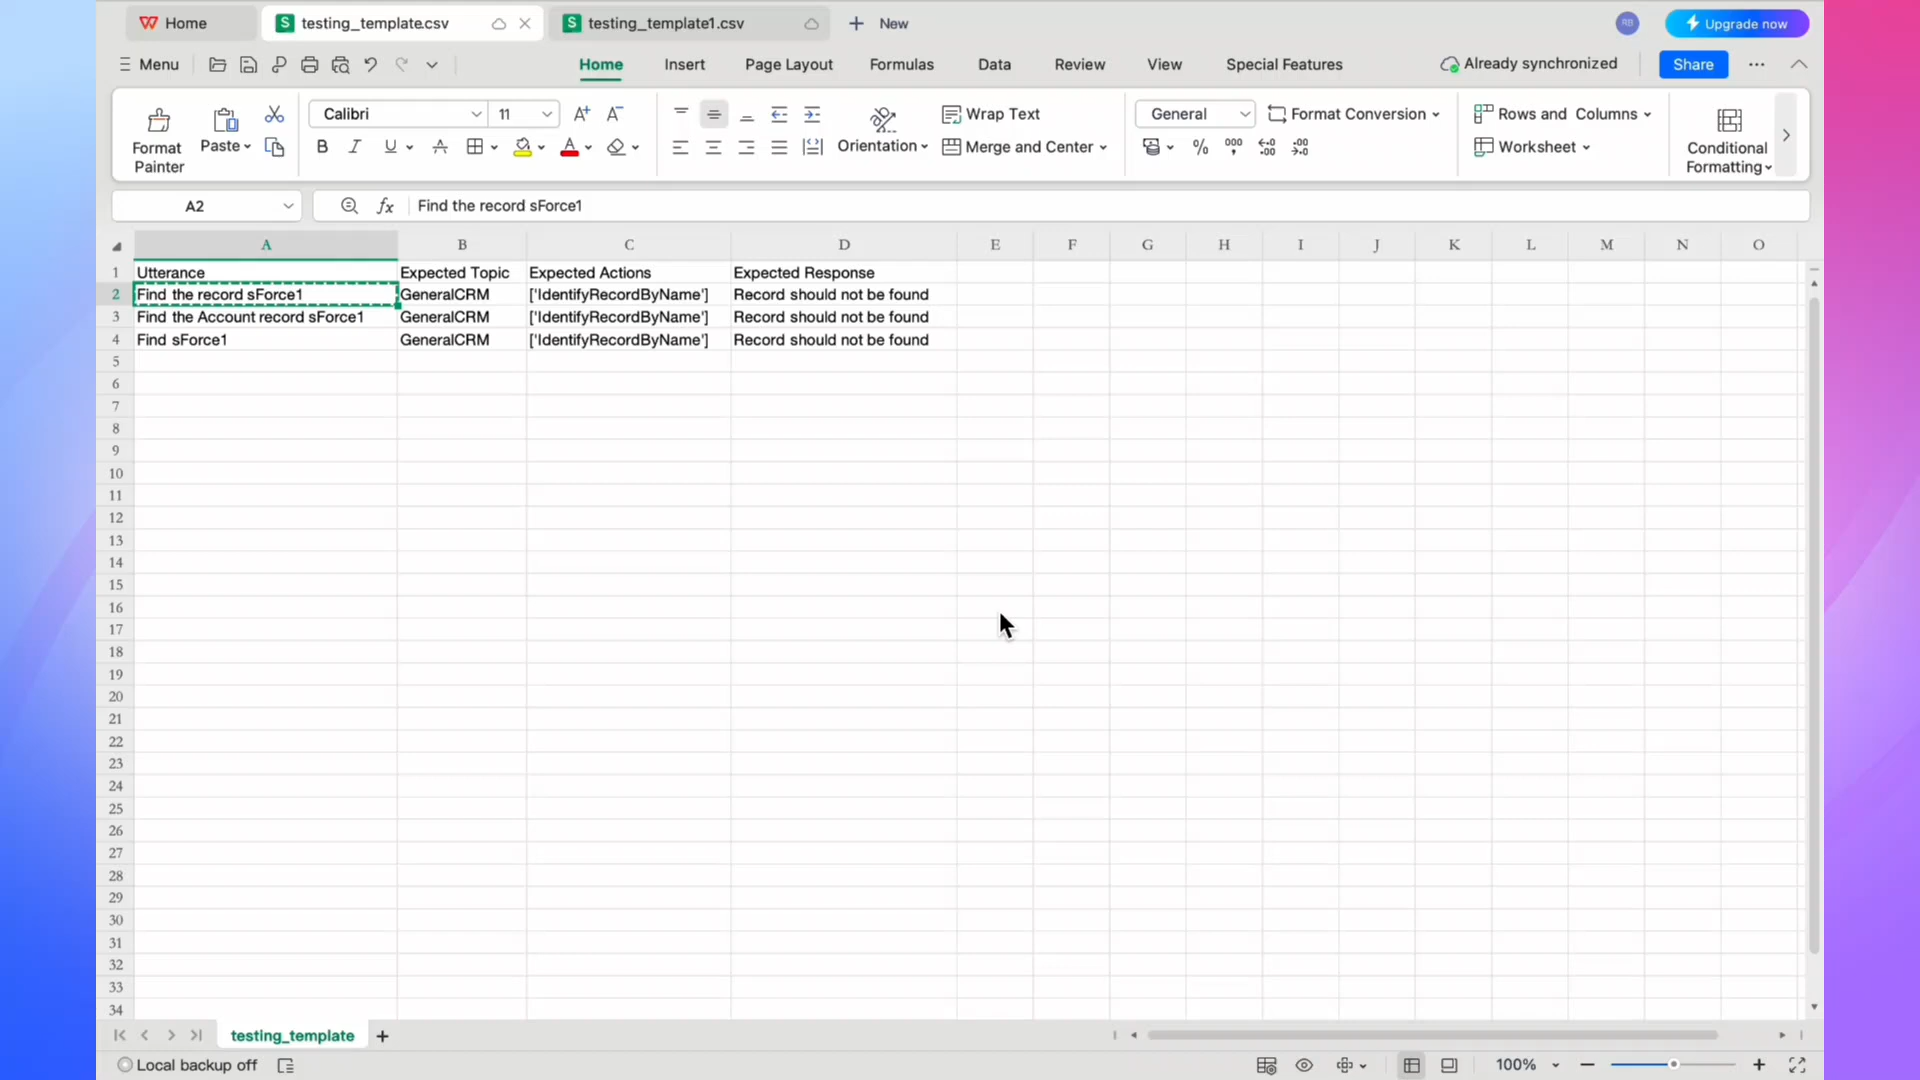 Home
testing_template.csv
testing_template1.csv
New
RB
Upgrade now
Menu
Home
Insert
Page Layout
Formulas
Data
Review
View
Special Features
Already synchronized
Share
Format Painter
Paste
Calibri
11
Orientation
Wrap Text
Merge and Center
General
Format Conversion
Rows and Columns
Worksheet
Conditional Formatting
A2
Find the record sForce1
A B C D E F G H I J K L M N O
1 Utterance Expected Topic Expected Actions Expected Response
2 Find the record sForce1 GeneralCRM ['IdentifyRecordByName'] Record should not be found
3 Find the Account record sForce1 GeneralCRM ['IdentifyRecordByName'] Record should not be found
4 Find sForce1 GeneralCRM ['IdentifyRecordByName'] Record should not be found
5
6
7
8
9
10
11
12
13
14
15
16
17
18
19
20
21
22
23
24
25
26
27
28
29
30
31
32
33
34
testing_template
Local backup off
100%